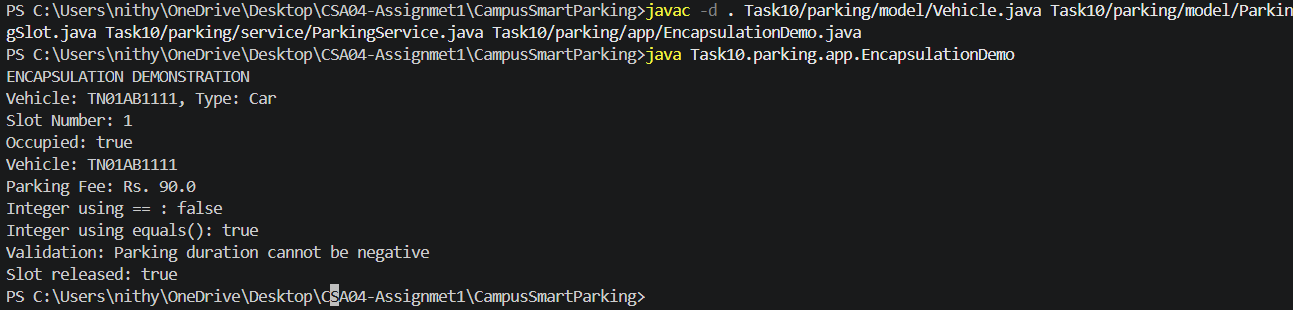 PS C:\Users\nithy\OneDrive\Desktop\CSA04-Assignmet1\CampusSmartParking>javac -d . Task10/parking/model/Vehicle.java Task10/parking/model/Parkin
gSlot.java Task10/parking/service/ParkingService.java Task10/parking/app/EncapsulationDemo.java
PS C:\Users\nithy\OneDrive\Desktop\CSA04-Assignmet1\CampusSmartParking>java Task10.parking.app.EncapsulationDemo
ENCAPSULATION DEMONSTRATION
Vehicle: TN01AB1111, Type: Car
Slot Number: 1
Occupied: true
Vehicle: TN01AB1111
Parking Fee: Rs. 90.0
Integer using == : false
Integer using equals(): true
Validation: Parking duration cannot be negative
Slot released: true
PS C:\Users\nithy\OneDrive\Desktop\CSA04-Assignmet1\CampusSmartParking>